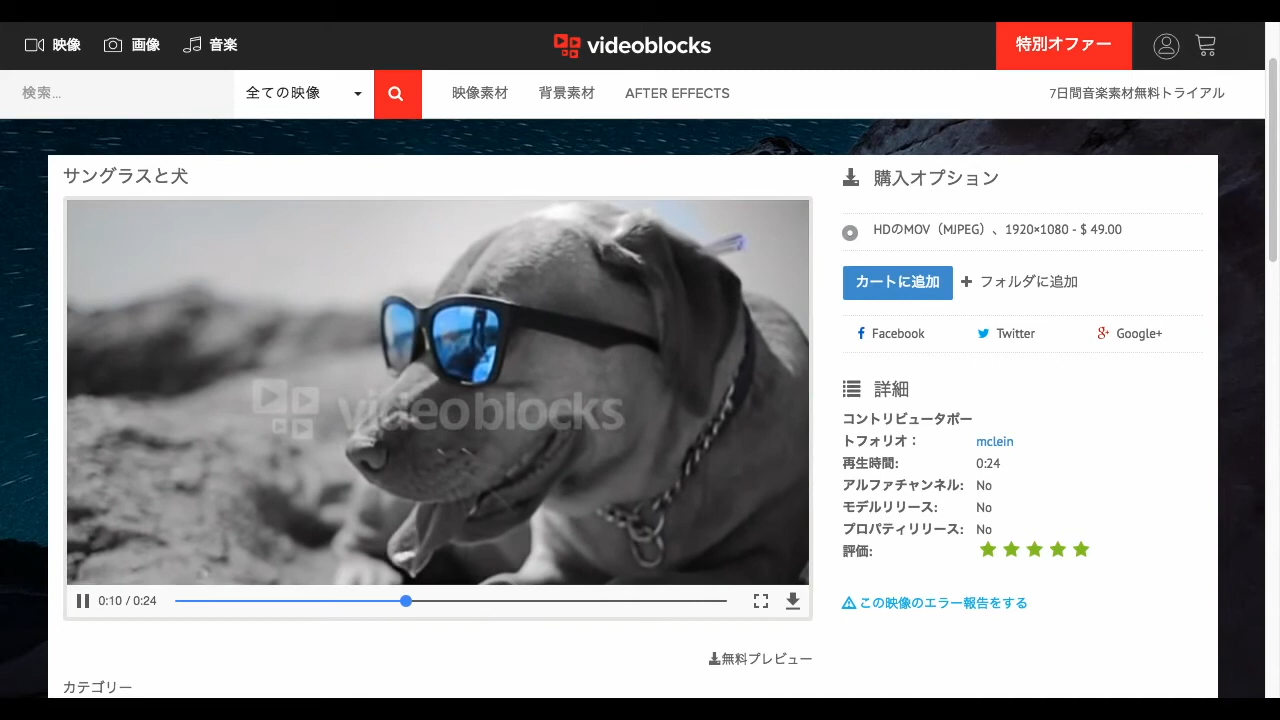 映像 画像 音楽 videoblocks 特別オファー
検索... 全ての映像 映像素材 背景素材 AFTER EFFECTS 7日間音楽素材無料トライアル
サングラスと犬
videoblocks
0:10 / 0:24
無料プレビュー
カテゴリー
購入オプション
HDのMOV（MJPEG）、1920×1080 - $ 49.00
カートに追加 フォルダに追加
Facebook Twitter Google+
詳細
コントリビュータポー
トフォリオ： mclein
再生時間: 0:24
アルファチャンネル: No
モデルリリース: No
プロパティリリース: No
評価:
この映像のエラー報告をする